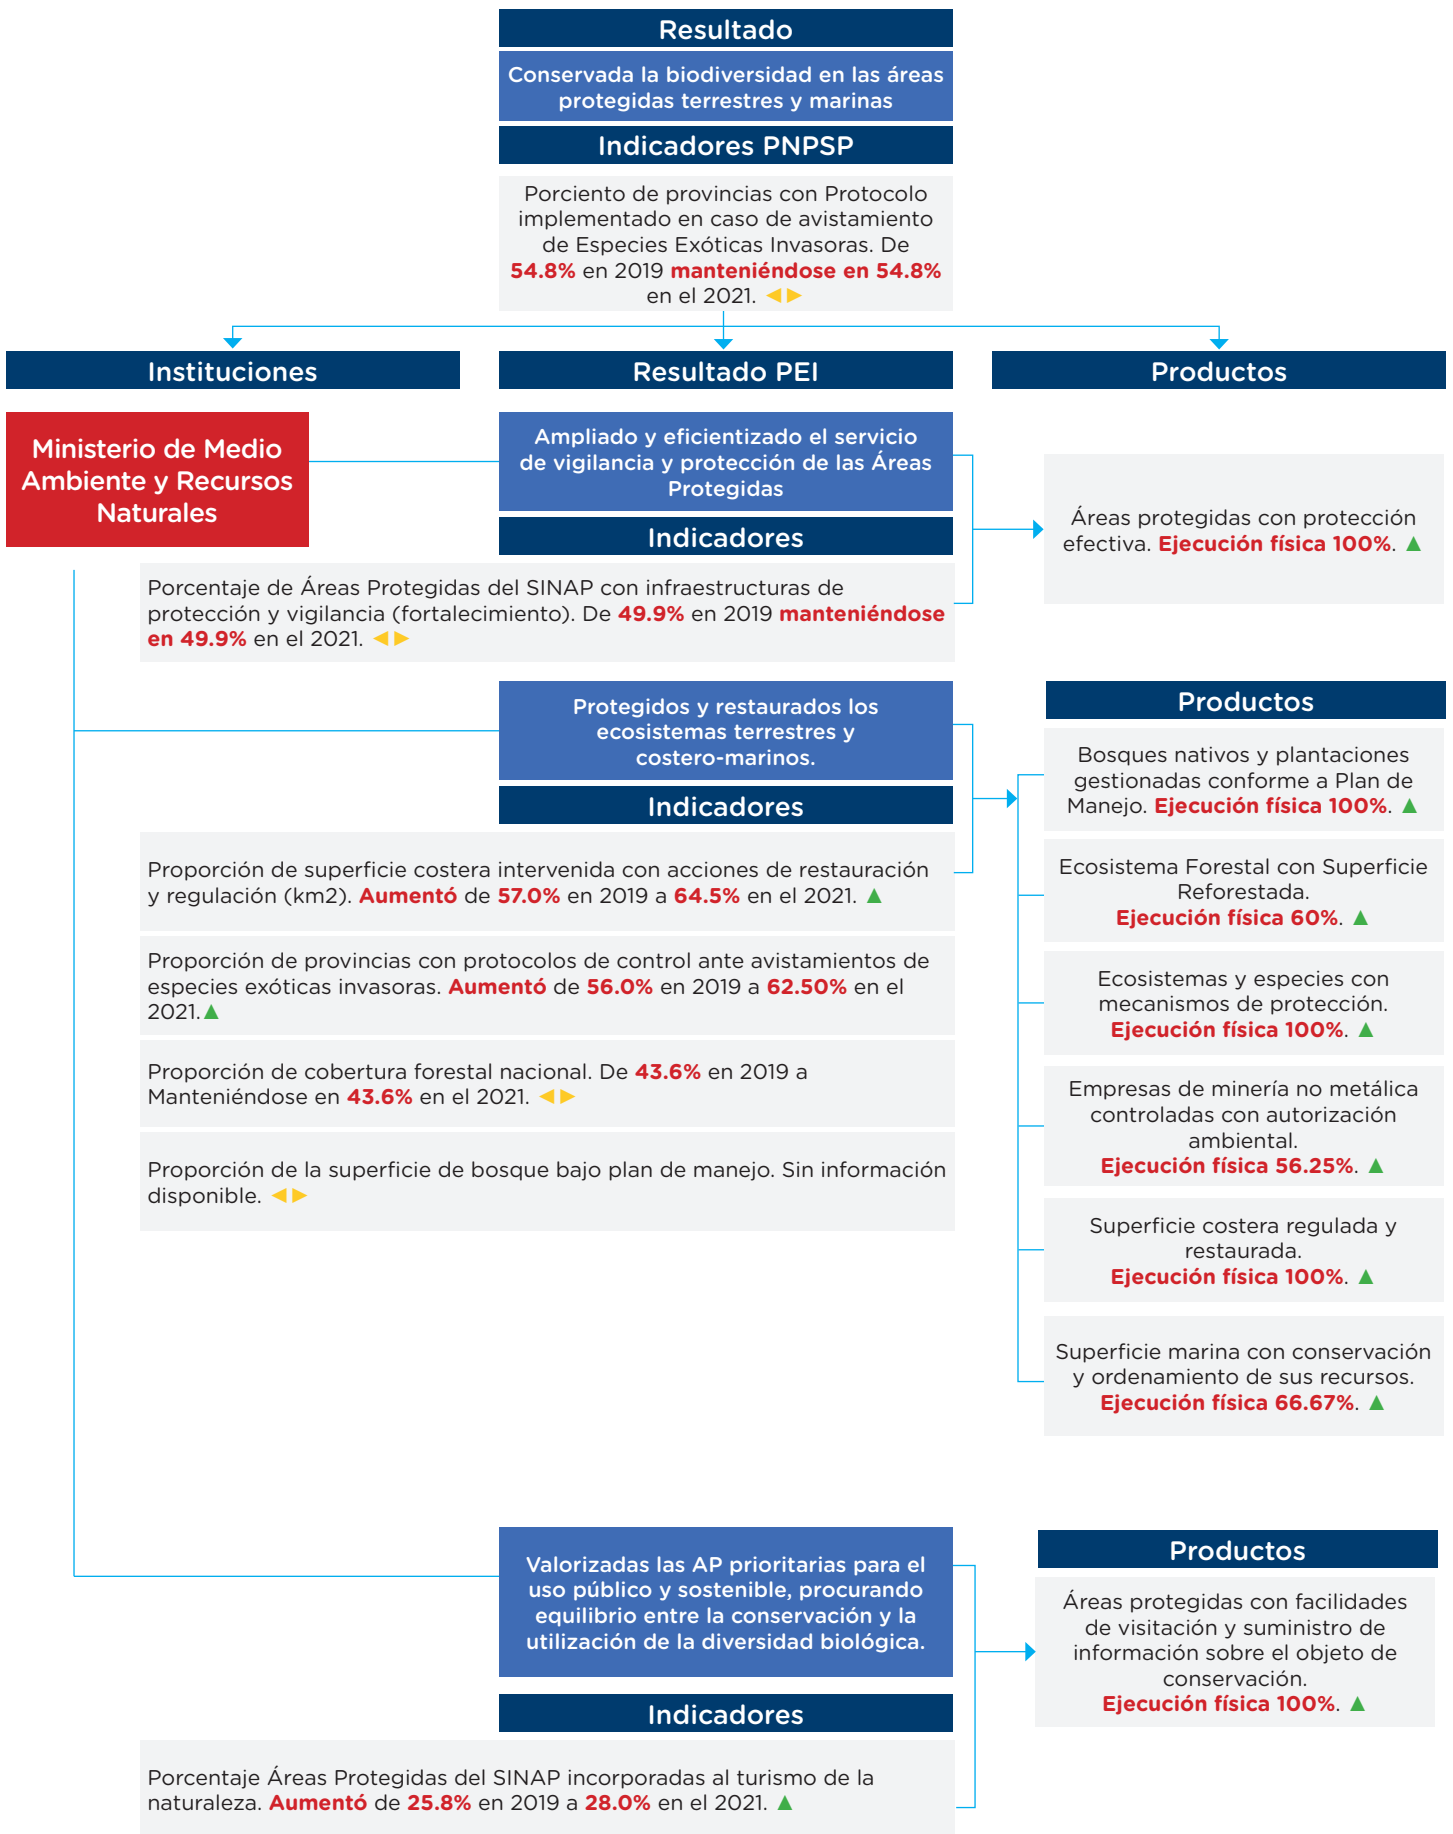 Resultado
Conservada la biodiversidad en las áreas
protegidas terrestres y marinas
Indicadores PNPSP
Porciento de provincias con Protocolo
implementado en caso de avistamiento
de Especies Exóticas Invasoras. De
54.8% en 2019 manteniéndose en 54.8%
en el 2021. ◀▶
Instituciones
Resultado PEI
Productos
Ministerio de Medio
Ambiente y Recursos
Naturales
Ampliado y eficientizado el servicio
de vigilancia y protección de las Áreas
Protegidas
Indicadores
Porcentaje de Áreas Protegidas del SINAP con infraestructuras de
protección y vigilancia (fortalecimiento). De 49.9% en 2019 manteniéndose
en 49.9% en el 2021. ◀▶
Áreas protegidas con protección
efectiva. Ejecución física 100%. ▲
Protegidos y restaurados los
ecosistemas terrestres y
costero-marinos.
Indicadores
Proporción de superficie costera intervenida con acciones de restauración
y regulación (km2). Aumentó de 57.0% en 2019 a 64.5% en el 2021. ▲
Proporción de provincias con protocolos de control ante avistamientos de
especies exóticas invasoras. Aumentó de 56.0% en 2019 a 62.50% en el
2021.▲
Proporción de cobertura forestal nacional. De 43.6% en 2019 a
Manteniéndose en 43.6% en el 2021. ◀▶
Proporción de la superficie de bosque bajo plan de manejo. Sin información
disponible. ◀▶
Productos
Bosques nativos y plantaciones
gestionadas conforme a Plan de
Manejo. Ejecución física 100%. ▲
Ecosistema Forestal con Superficie
Reforestada.
Ejecución física 60%. ▲
Ecosistemas y especies con
mecanismos de protección.
Ejecución física 100%. ▲
Empresas de minería no metálica
controladas con autorización
ambiental.
Ejecución física 56.25%. ▲
Superficie costera regulada y
restaurada.
Ejecución física 100%. ▲
Superficie marina con conservación
y ordenamiento de sus recursos.
Ejecución física 66.67%. ▲
Valorizadas las AP prioritarias para el
uso público y sostenible, procurando
equilibrio entre la conservación y la
utilización de la diversidad biológica.
Indicadores
Porcentaje Áreas Protegidas del SINAP incorporadas al turismo de la
naturaleza. Aumentó de 25.8% en 2019 a 28.0% en el 2021. ▲
Productos
Áreas protegidas con facilidades
de visitación y suministro de
información sobre el objeto de
conservación.
Ejecución física 100%. ▲